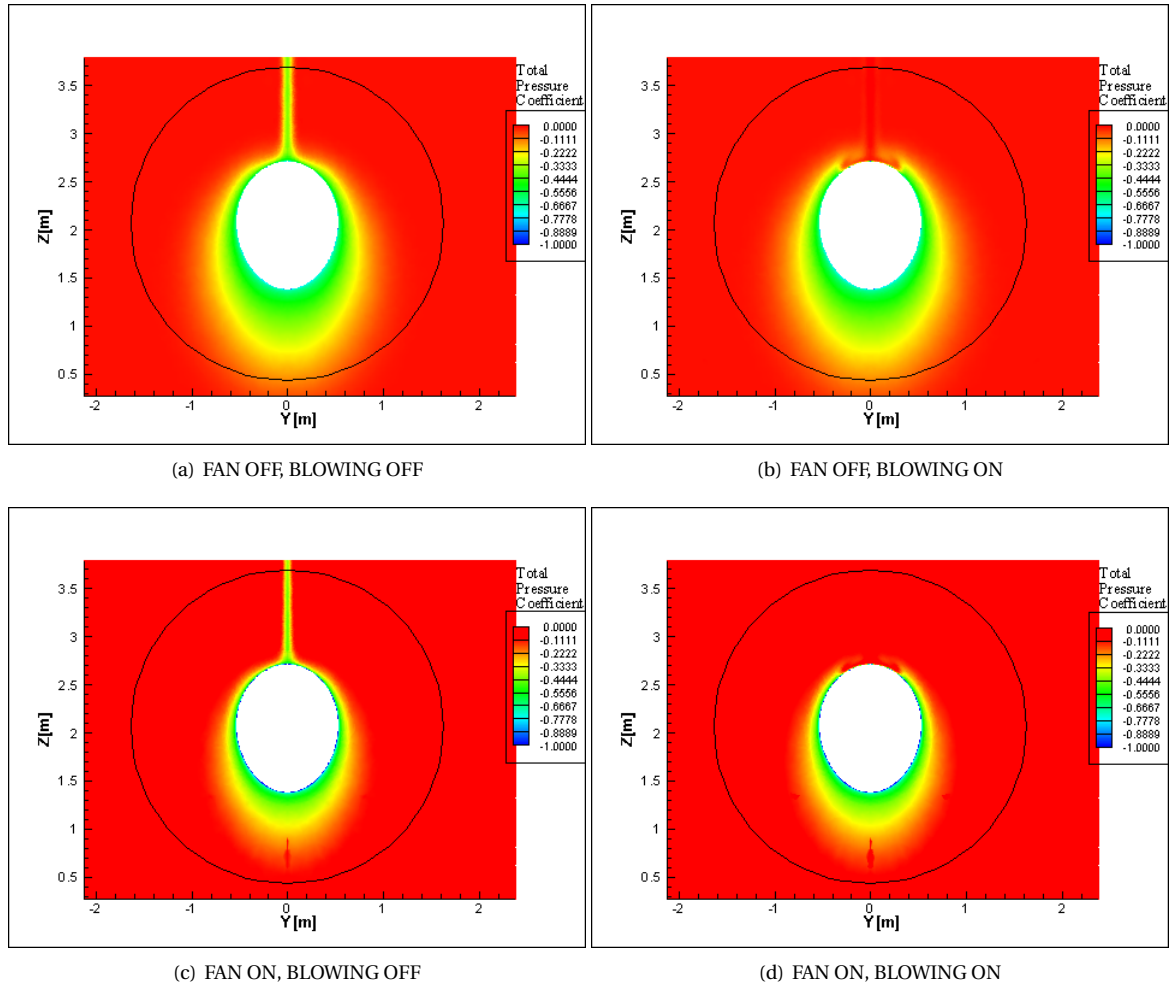 Total
Pressure
Coefficient
0.0000
-0.1111
-0.2222
-0.3333
-0.4444
-0.5556
-0.6667
-0.7778
-0.8889
-1.0000
3.5
3
2.5
2
1.5
1
0.5
Z[m]
-2 -1 0 1 2
Y[m]
(a) FAN OFF, BLOWING OFF
Total
Pressure
Coefficient
0.0000
-0.1111
-0.2222
-0.3333
-0.4444
-0.5556
-0.6667
-0.7778
-0.8889
-1.0000
3.5
3
2.5
2
1.5
1
0.5
Z[m]
-2 -1 0 1 2
Y[m]
(b) FAN OFF, BLOWING ON
Total
Pressure
Coefficient
0.0000
-0.1111
-0.2222
-0.3333
-0.4444
-0.5556
-0.6667
-0.7778
-0.8889
-1.0000
3.5
3
2.5
2
1.5
1
0.5
Z[m]
-2 -1 0 1 2
Y[m]
(c) FAN ON, BLOWING OFF
Total
Pressure
Coefficient
0.0000
-0.1111
-0.2222
-0.3333
-0.4444
-0.5556
-0.6667
-0.7778
-0.8889
-1.0000
3.5
3
2.5
2
1.5
1
0.5
Z[m]
-2 -1 0 1 2
Y[m]
(d) FAN ON, BLOWING ON